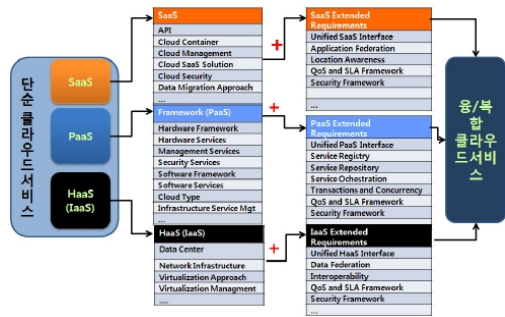 단순 클라우드서비스
SaaS
PaaS
HaaS
(IaaS)
SaaS
API
Cloud Container
Cloud Management
Cloud SaaS Solution
Cloud Security
Data Migration Approach
...
Framework (PaaS)
Hardware Framework
Hardware Services
Management Services
Security Services
Software Framework
Software Services
Cloud Type
Infrastructure Service Mgt
...
HaaS (IaaS)
Data Center
Network Infrastructure
Virtualization Approach
Virtualization Managment
....
+
+
+
SaaS Extended
Requirements
Unified SaaS Interface
Application Federation
Location Awareness
QoS and SLA Framework
Security Framework
...
PaaS Extended
Requirements
Unified PaaS Interface
Service Registry
Service Repository
Service Ochestration
Transactions and Concurrency
QoS and SLA Framework
Security Framework
IaaS Extended
Requirements
Unified HaaS Interface
Data Federation
Interoperability
QoS and SLA Framework
Security Framework
...
융/복
합
클라우
드서비
스